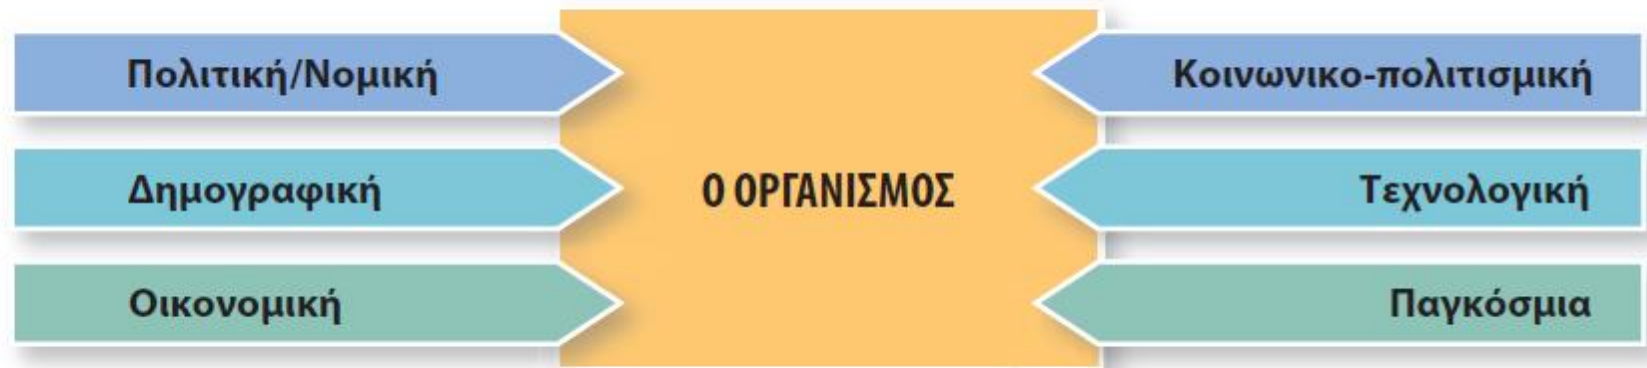 Πολιτική/Νομική
Δημογραφική
Οικονομική
Ο ΟΡΓΑΝΙΣΜΟΣ
Κοινωνικο-πολιτισμική
Τεχνολογική
Παγκόσμια